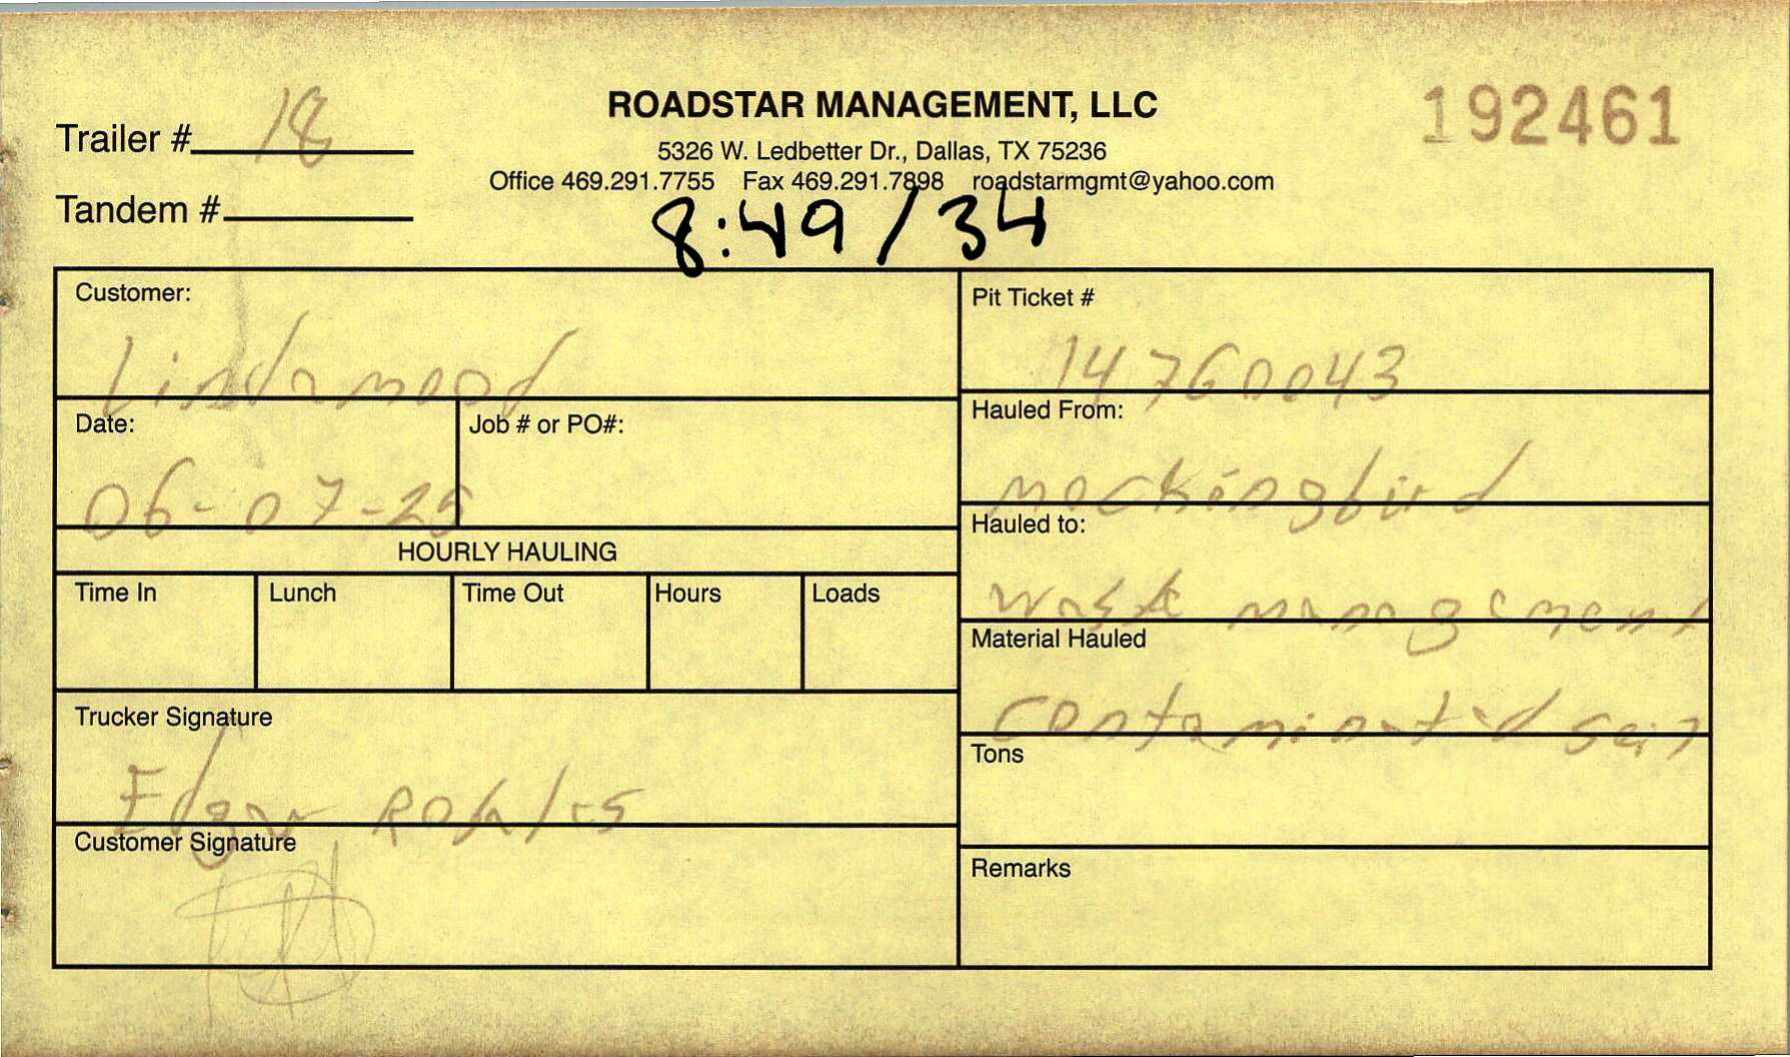 ROADSTAR MANAGEMENT, LLC
192461
Trailer # 18
5326 W. Ledbetter Dr., Dallas, TX 75236
Office 469.291.7755 Fax 469.291.7898 roadstarmgmt@yahoo.com
Tandem #
8:49 / 34
Customer:
Lindamood
Pit Ticket #
14760043
Date:
06-07-25
Job # or PO#:
Hauled From:
mockingbird
Hauled to:
waste management
HOURLY HAULING
Time In Lunch Time Out Hours Loads
Material Hauled
contaminated
Trucker Signature
Edgar Robles
Tons
Customer Signature
Remarks